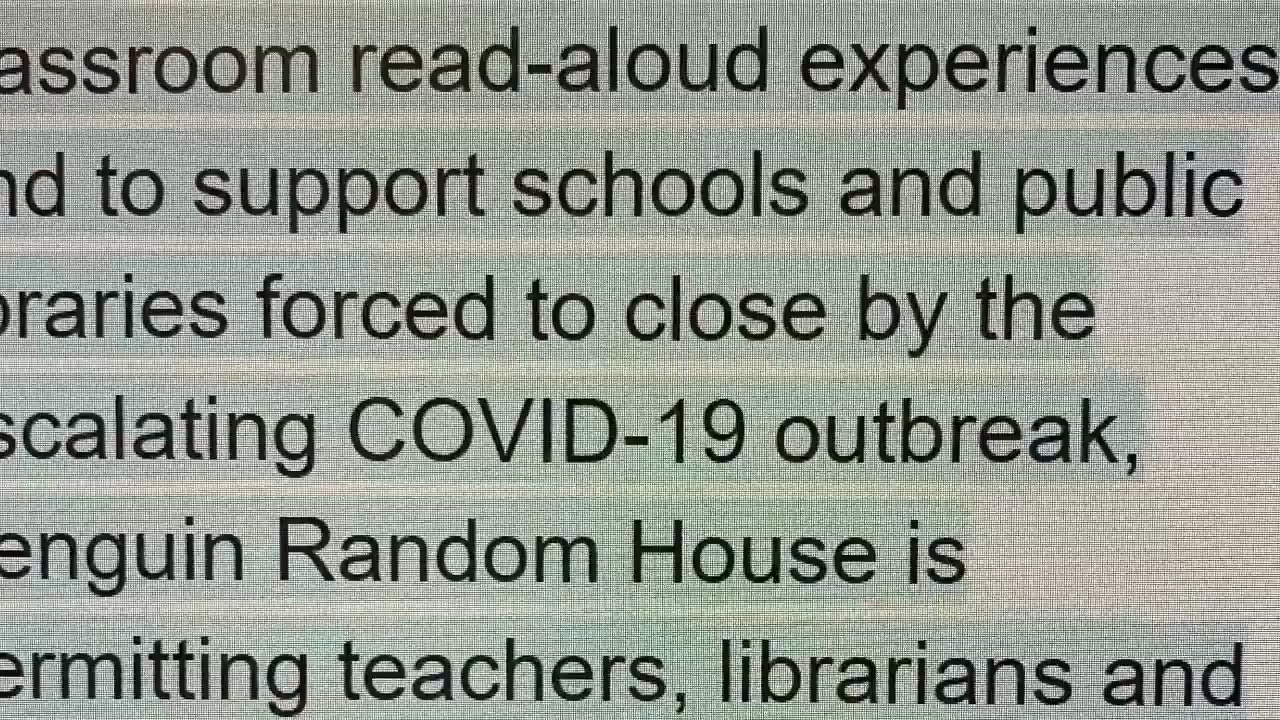 assroom read-aloud experiences
nd to support schools and public
oraries forced to close by the
scalating COVID-19 outbreak,
enguin Random House is
ermitting teachers, librarians and